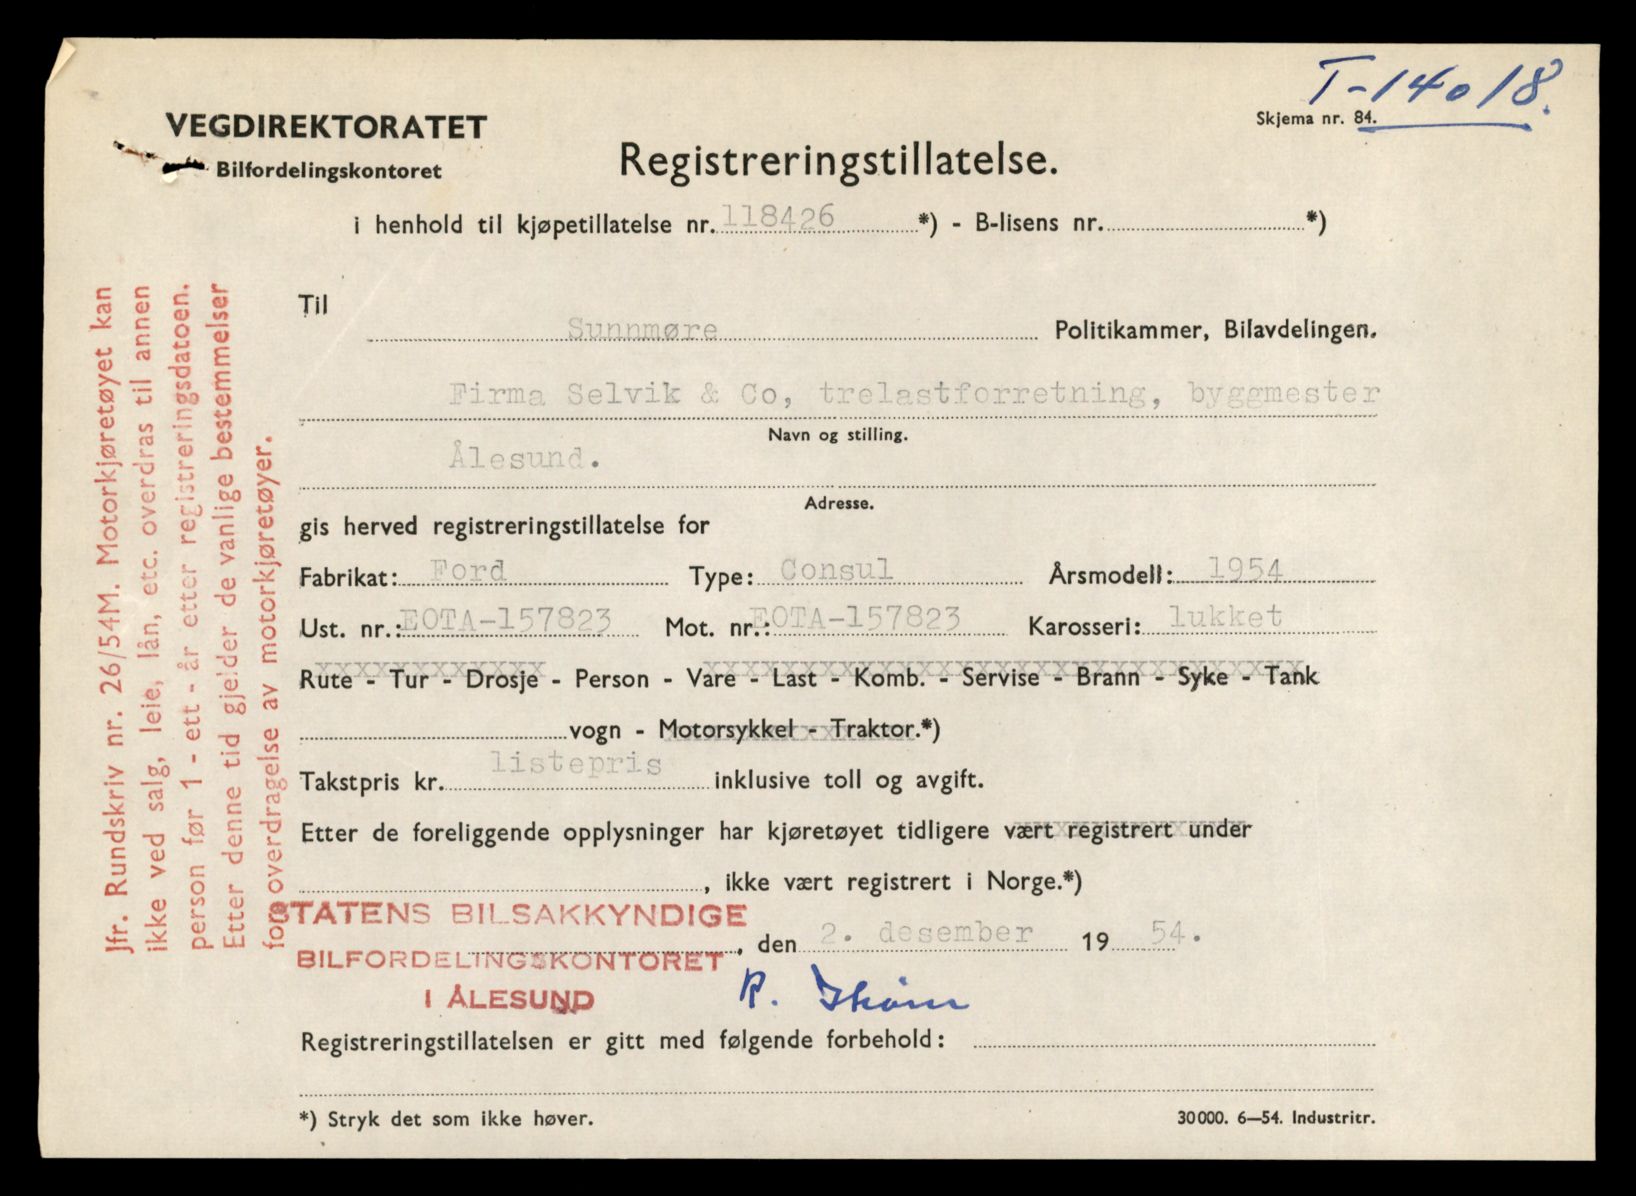 T-14018.
VEGDIREKTORATET
Bilfordelingskontoret
Skjema nr. 84.
Registreringstillatelse.
i henhold til kjøpetillatelse nr. 118426 *) - B-lisens nr. *)
Til
Sunnmøre Politikammer, Bilavdelingen.
Firma Selvik & Co, trelastforretning, byggmester
Navn og stilling.
Ålesund.
Adresse.
gis herved registreringstillatelse for
Fabrikat: Ford Type: Consul Årsmodell: 1954
Ust. nr.: EOTA-157823 Mot. nr.: EOTA-157823 Karosseri: lukket
Rute - Tur - Drosje - Person - Vare - Last - Komb. - Servise - Brann - Syke - Tank
vogn - Motorsykkel - Traktor.*)
Takstpris kr. listepris inklusive toll og avgift.
Etter de foreliggende opplysninger har kjøretøyet tidligere vært registrert under
, ikke vært registrert i Norge.*)
STATENS BILSAKKYNDIGE
, den 2. desember 19 54.
BILFORDELINGSKONTORET
I ÅLESUND
R.
Registreringstillatelsen er gitt med følgende forbehold:
*) Stryk det som ikke høver.
30000. 6—54. Industritr.
Jfr. Rundskriv nr. 26/54M. Motorkjøretøyet kan
ikke ved salg, leie, lån, etc. overdras til annen
person før 1 - ett - år etter registreringsdatoen.
Etter denne tid gjelder de vanlige bestemmelser
for overdragelse av motorkjøretøyer.